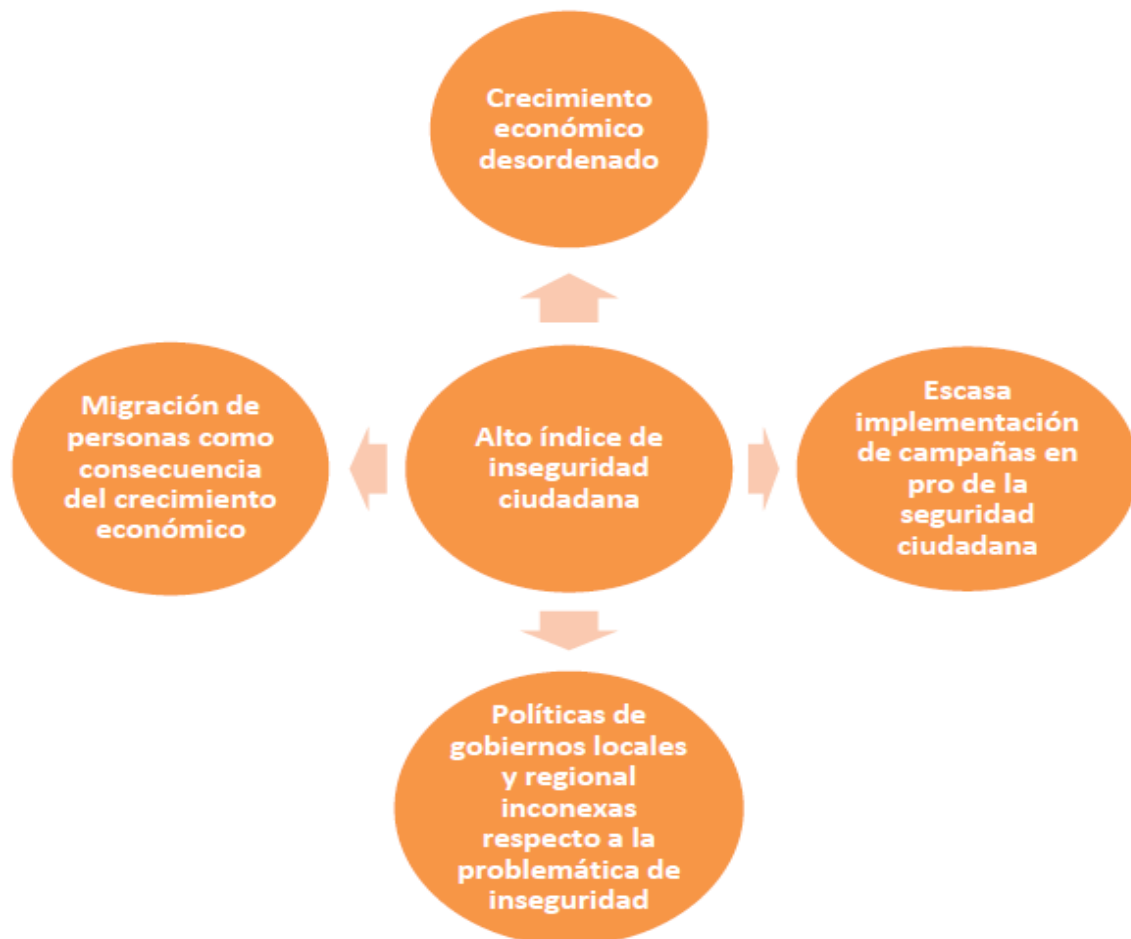 Crecimiento
económico
desordenado
Migración de
personas como
consecuencia
del crecimiento
económico
Alto índice de
inseguridad
ciudadana
Escasa
implementación
de campañas en
pro de la
seguridad
ciudadana
Políticas de
gobiernos locales
y regional
inconexas
respecto a la
problemática de
inseguridad